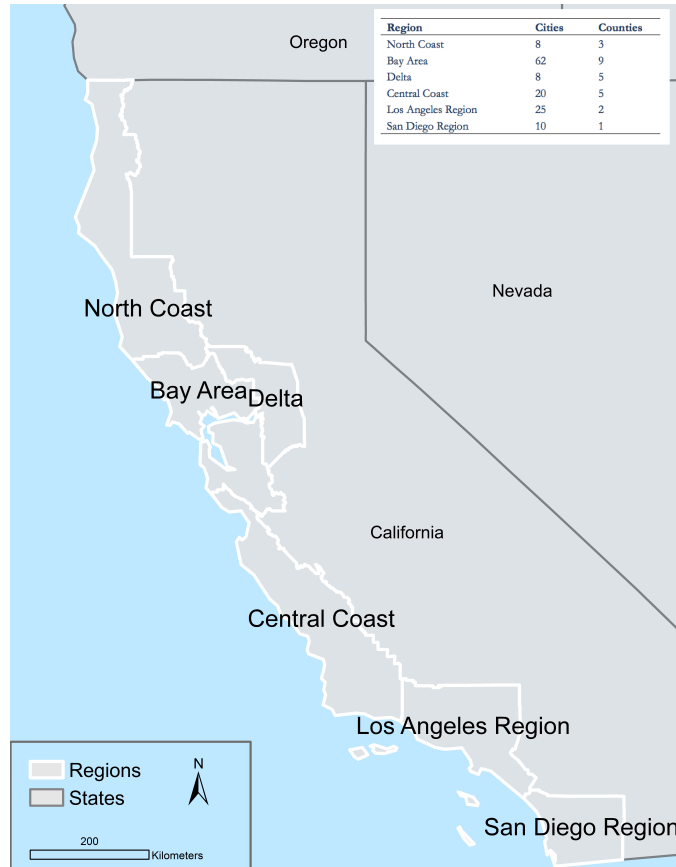 Oregon
Region Cities Counties
North Coast 8 3
Bay Area 62 9
Delta 8 5
Central Coast 20 5
Los Angeles Region 25 2
San Diego Region 10 1
Nevada
North Coast
Bay Area
Delta
California
Central Coast
Los Angeles Region
San Diego Region
Regions
States
N
200
Kilometers